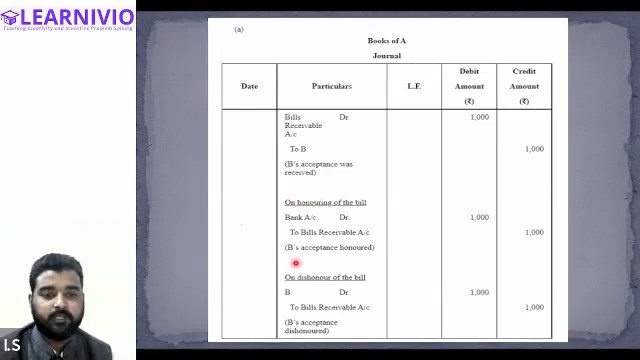 LEARNIVIO
Teaching Creativity and Inventive Problem Solving
(a)
Books of A
Journal
Date Particulars L.F. Debit Amount (₹) Credit Amount (₹)
Bills Dr. 1,000
Receivable
A/c
To B 1,000
(B's acceptance was
received)
On honouring of the bill
Bank A/c Dr. 1,000
To Bills Receivable A/c 1,000
(B's acceptance honoured)
On dishonour of the bill
B Dr. 1,000
To Bills Receivable A/c 1,000
(B's acceptance
dishonoured)
I.S